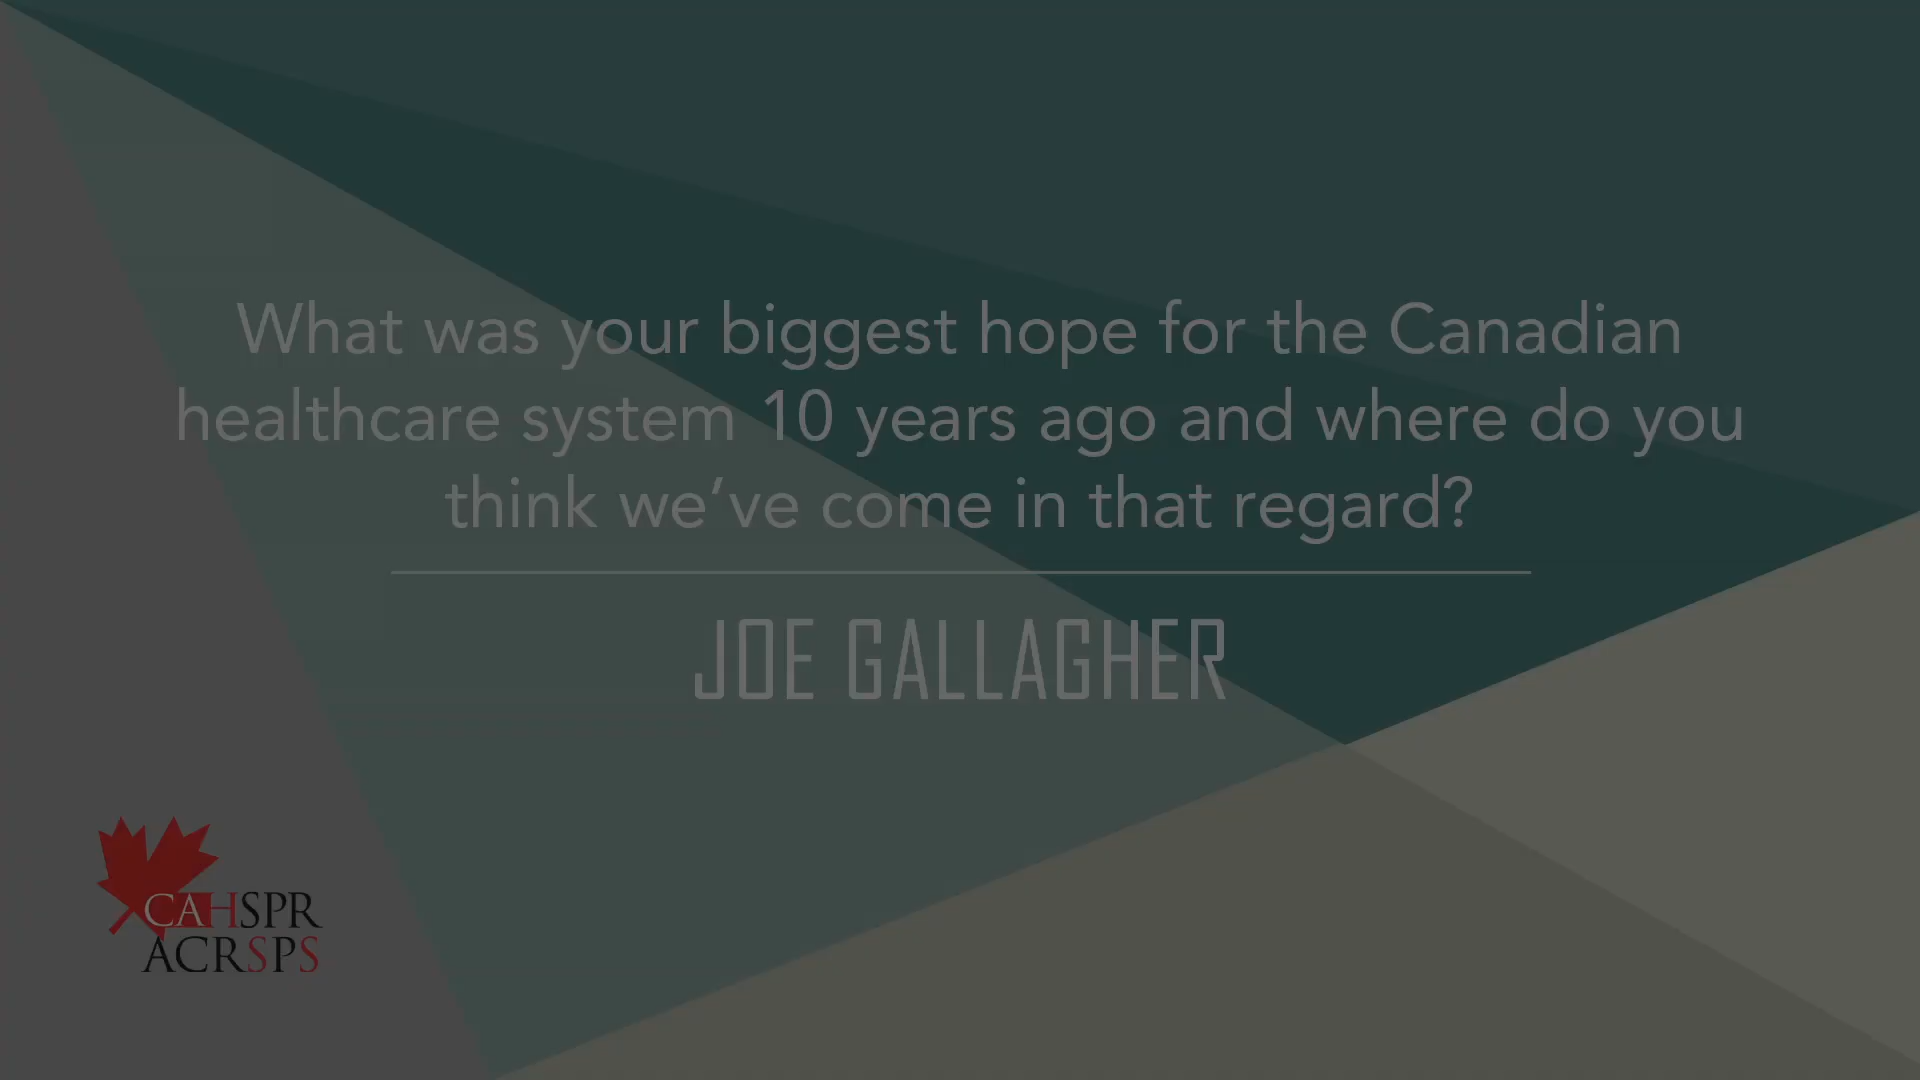 What was your biggest hope for the Canadian
healthcare system 10 years ago and where do you
think we've come in that regard?
JOE GALLAGHER
CAHSPR
ACRSPS